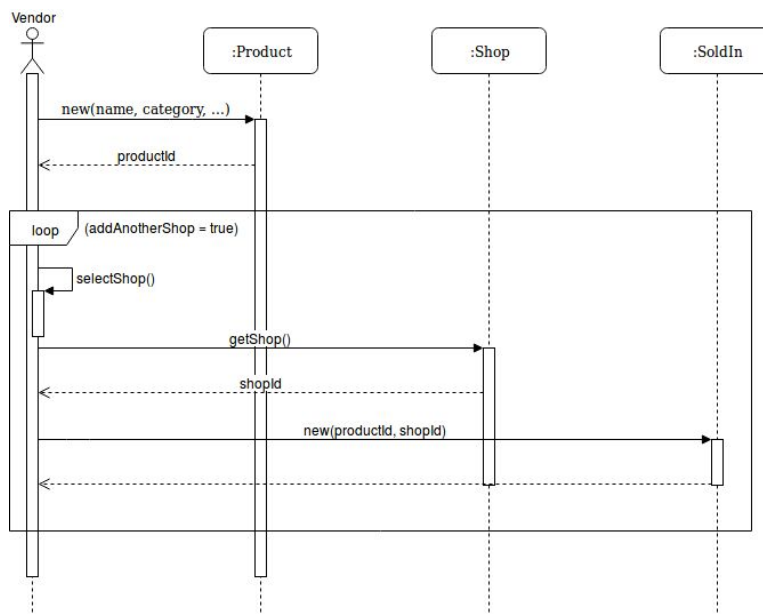 Vendor
:Product
:Shop
:SoldIn
new(name, category, ...)
productId
loop
(addAnotherShop = true)
selectShop()
getShop()
shopId
new(productId, shopId)